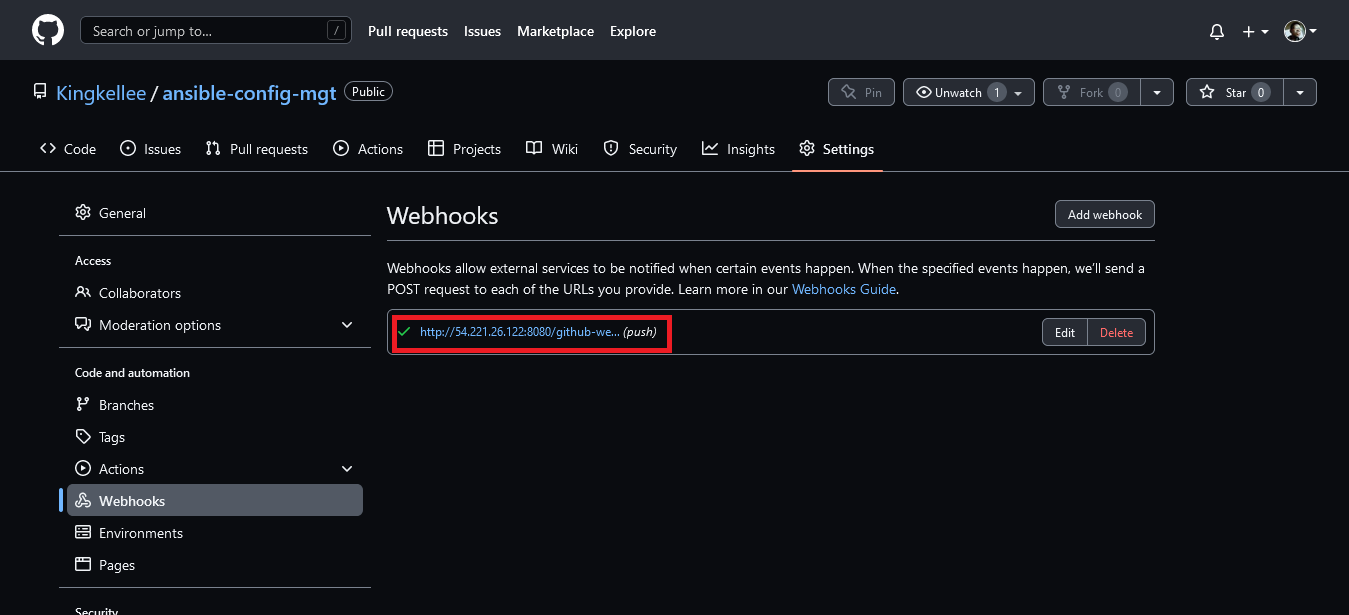 Search or jump to... /
Pull requests Issues Marketplace Explore
Kingkellee / ansible-config-mgt Public
Pin Unwatch 1 Fork 0 Star 0
Code Issues Pull requests Actions Projects Wiki Security Insights Settings
General
Access
Collaborators
Moderation options
Code and automation
Branches
Tags
Actions
Webhooks
Environments
Pages
Security
Webhooks
Add webhook
Webhooks allow external services to be notified when certain events happen. When the specified events happen, we'll send a
POST request to each of the URLs you provide. Learn more in our Webhooks Guide.
http://54.221.26.122:8080/github-we... (push)
Edit Delete